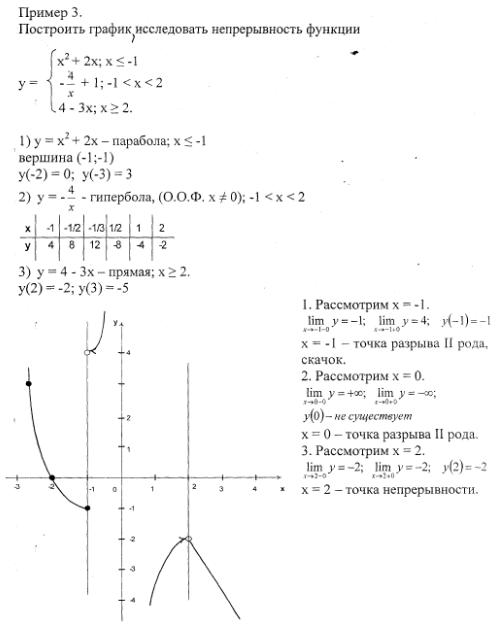 Пример 3.
Построить график, исследовать непрерывность функции
y = { x² + 2x; x ≤ -1
-4/x + 1; -1 < x < 2
4 - 3x; x ≥ 2.
1) y = x² + 2x – парабола; x ≤ -1
вершина (-1;-1)
y(-2) = 0; y(-3) = 3
2) y = -4/x - гипербола, (О.О.Ф. x ≠ 0); -1 < x < 2
x -1 -1/2 -1/3 1/2 1 2
y 4 8 12 -8 -4 -2
3) y = 4 - 3x – прямая; x ≥ 2.
y(2) = -2; y(3) = -5
1. Рассмотрим x = -1.
lim y = -1; lim y = 4; y(-1) = -1
x→-1-0 x→-1+0
x = -1 – точка разрыва II рода,
скачок.
2. Рассмотрим x = 0.
lim y = +∞; lim y = -∞;
x→0-0 x→0+0
y(0) – не существует
x = 0 – точка разрыва II рода.
3. Рассмотрим x = 2.
lim y = -2; lim y = -2; y(2) = -2
x→2-0 x→2+0
x = 2 – точка непрерывности.
y
4
2
1
-3 -2 -1 0 1 2 3 4 x
-1
-2
-3
-4